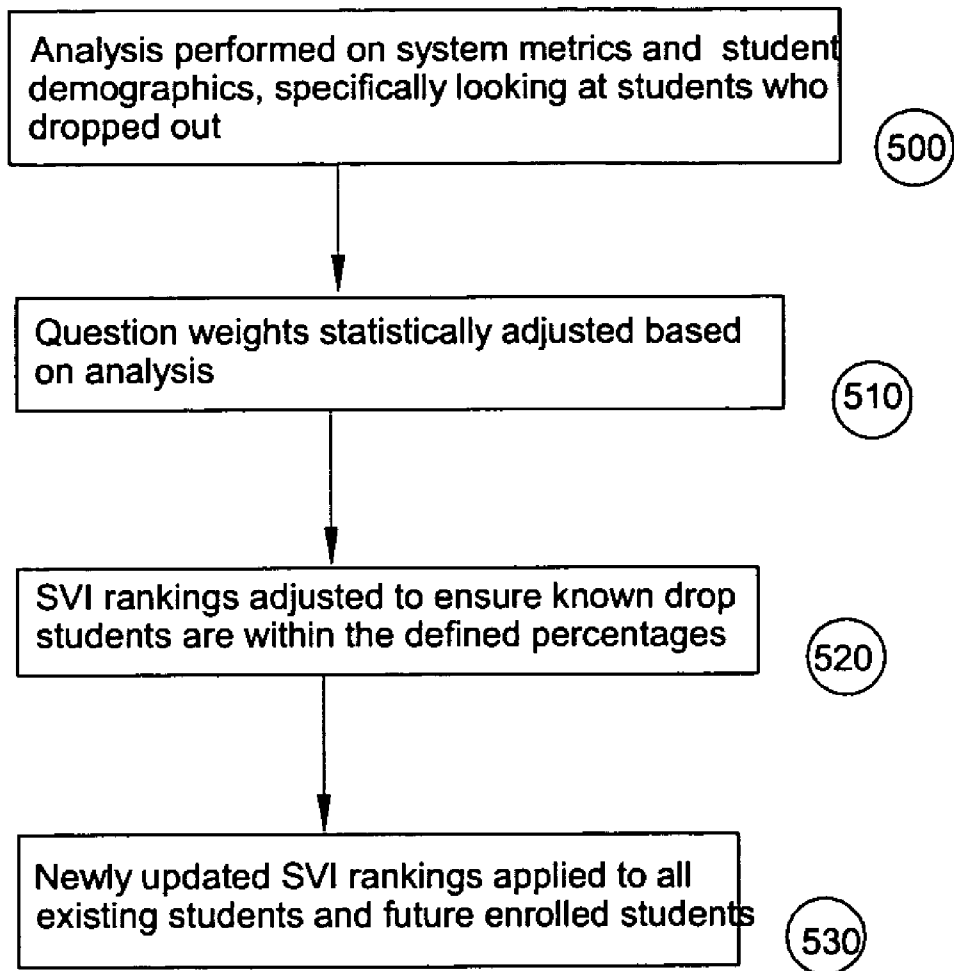 Analysis performed on system metrics and student
demographics, specifically looking at students who
dropped out
500
Question weights statistically adjusted based
on analysis
510
SVI rankings adjusted to ensure known drop
students are within the defined percentages
520
Newly updated SVI rankings applied to all
existing students and future enrolled students
530